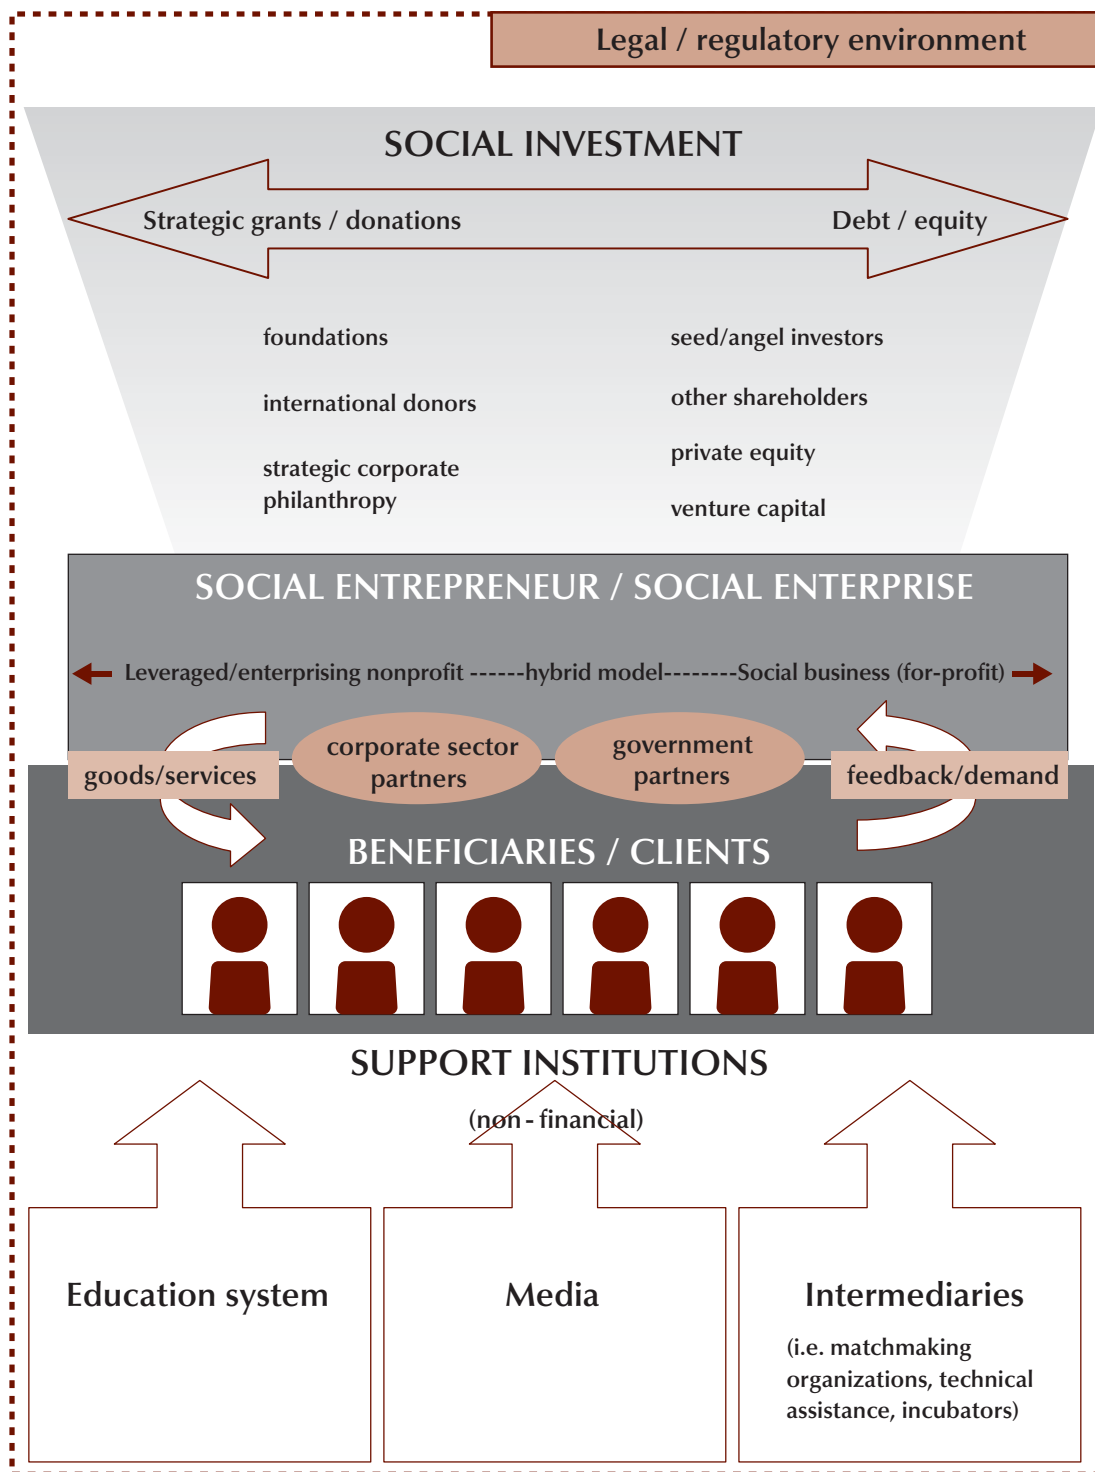 Legal / regulatory environment
SOCIAL INVESTMENT
Strategic grants / donations
Debt / equity
foundations
international donors
strategic corporate
philanthropy
seed/angel investors
other shareholders
private equity
venture capital
SOCIAL ENTREPRENEUR / SOCIAL ENTERPRISE
Leveraged/enterprising nonprofit ------hybrid model--------Social business (for-profit)
goods/services
corporate sector
partners
government
partners
feedback/demand
BENEFICIARIES / CLIENTS
SUPPORT INSTITUTIONS
(non - financial)
Education system
Media
Intermediaries
(i.e. matchmaking
organizations, technical
assistance, incubators)